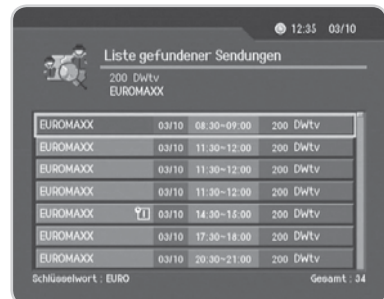 12:35 03/10
Liste gefundener Sendungen
200 DWtv
EUROMAXX
EUROMAXX 03/10 08:30~09:00 200 DWtv
EUROMAXX 03/10 11:30~12:00 200 DWtv
EUROMAXX 03/10 11:30~12:00 200 DWtv
EUROMAXX 03/10 11:30~12:00 200 DWtv
EUROMAXX 03/10 14:30~15:00 200 DWtv
EUROMAXX 03/10 17:30~18:00 200 DWtv
EUROMAXX 03/10 20:30~21:00 200 DWtv
Schlüsselwort : EURO Gesamt : 34